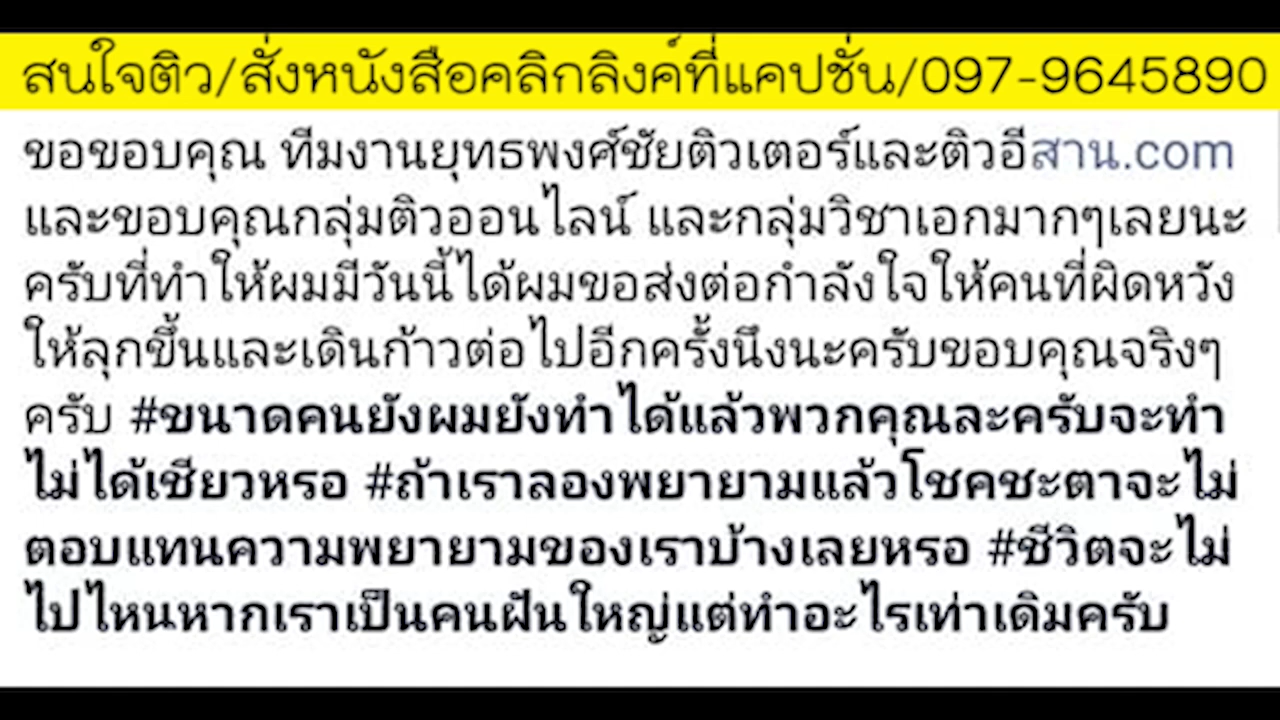 สนใจติว/สั่งหนังสือคลิกลิงค์ที่แคปชั่น/097-9645890
ขอขอบคุณ ทีมงานยุทธพงศ์ชัยติวเตอร์และติวอีสาน.com
และขอบคุณกลุ่มติวออนไลน์ และกลุ่มวิชาเอกมากๆเลยนะ
ครับที่ทำให้ผมมีวันนี้ได้ผมขอส่งต่อกำลังใจให้คนที่ผิดหวัง
ให้ลุกขึ้นและเดินก้าวต่อไปอีกครั้งนึงนะครับขอบคุณจริงๆ
ครับ #ขนาดคนยังผมยังทำได้แล้วพวกคุณละครับจะทำ
ไม่ได้เชียวหรอ #ถ้าเราลองพยายามแล้วโชคชะตาจะไม่
ตอบแทนความพยายามของเราบ้างเลยหรอ #ชีวิตจะไม่
ไปไหนหากเราเป็นคนฝันใหญ่แต่ทำอะไรเท่าเดิมครับ